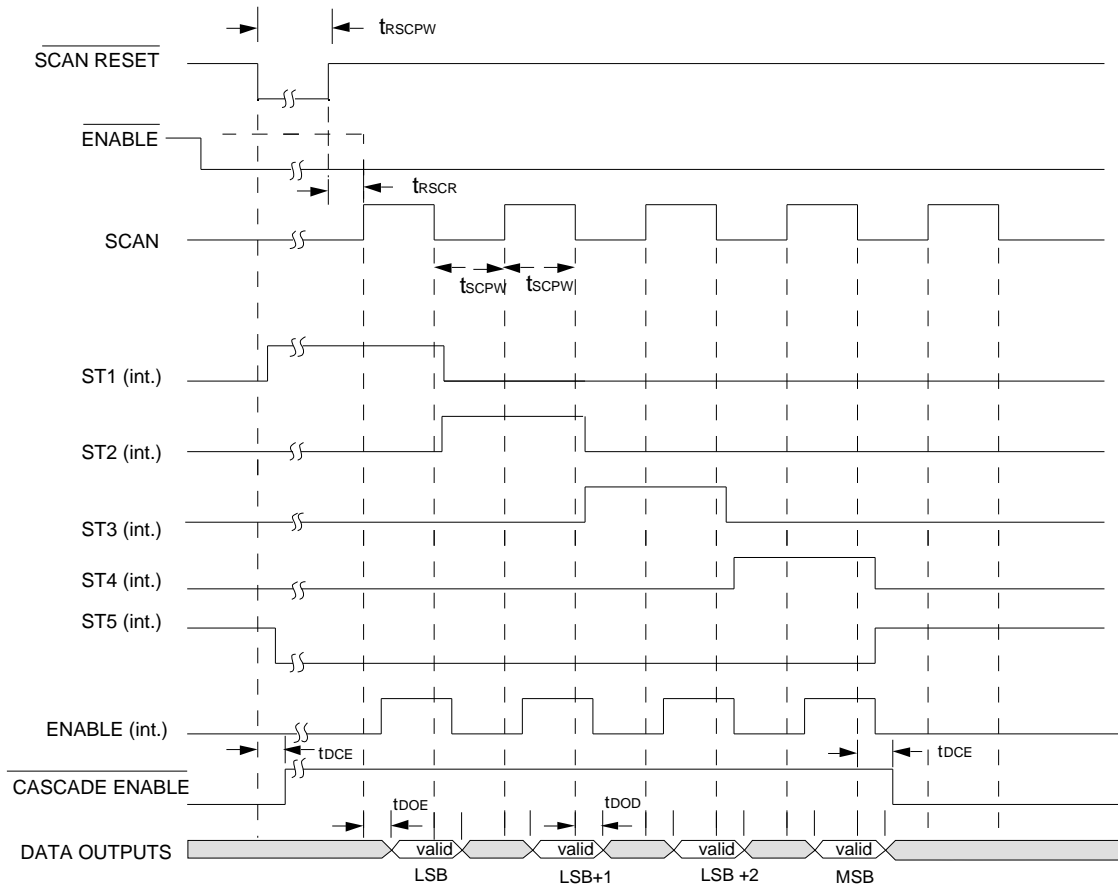 tRSCPW
SCAN RESET
ENABLE
tRSCR
SCAN
tSCPW tSCPW
ST1 (int.)
ST2 (int.)
ST3 (int.)
ST4 (int.)
ST5 (int.)
ENABLE (int.)
tDCE tDCE
CASCADE ENABLE
tDOE tDOD
DATA OUTPUTS valid valid valid valid
LSB LSB+1 LSB +2 MSB